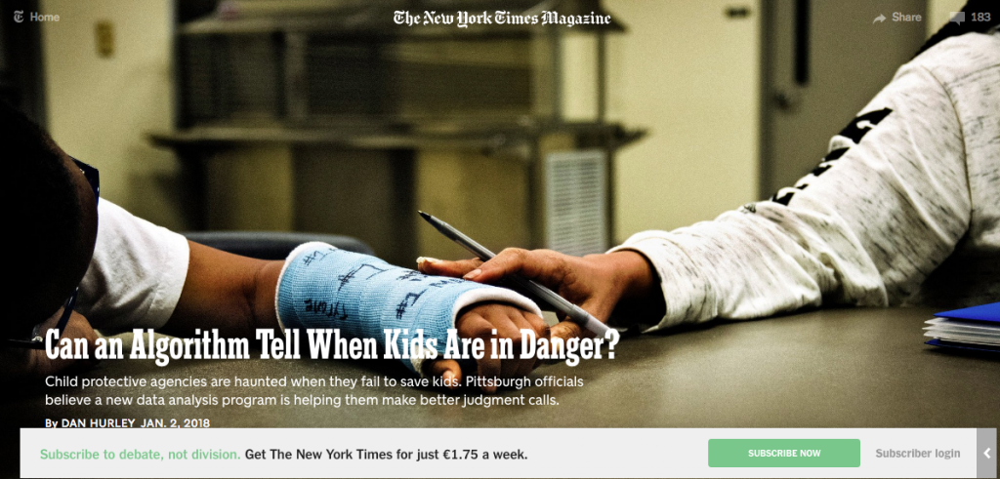 Home
The New York Times Magazine
Share
183
Can an Algorithm Tell When Kids Are in Danger?
Child protective agencies are haunted when they fail to save kids. Pittsburgh officials
believe a new data analysis program is helping them make better judgment calls.
By DAN HURLEY JAN. 2, 2018
Subscribe to debate, not division. Get The New York Times for just €1.75 a week.
SUBSCRIBE NOW
Subscriber login